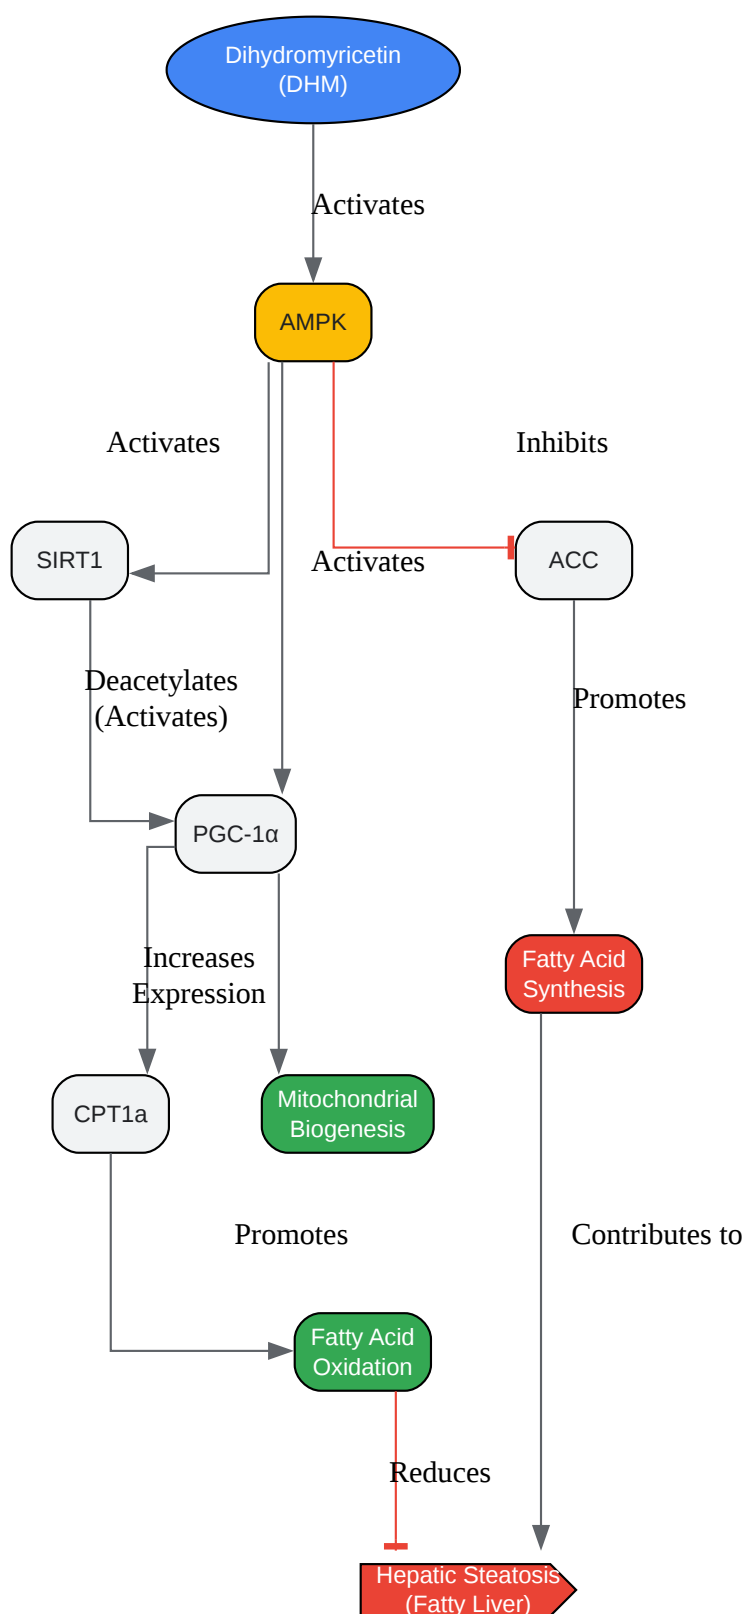 Dihydromyricetin
(DHM)
Activates
AMPK
Activates
Inhibits
SIRT1
Activates
ACC
Deacetylates
(Activates)
Promotes
PGC-1α
Increases
Expression
Fatty Acid
Synthesis
CPT1a
Mitochondrial
Biogenesis
Promotes
Contributes to
Fatty Acid
Oxidation
Reduces
Hepatic Steatosis
(Fatty Liver)